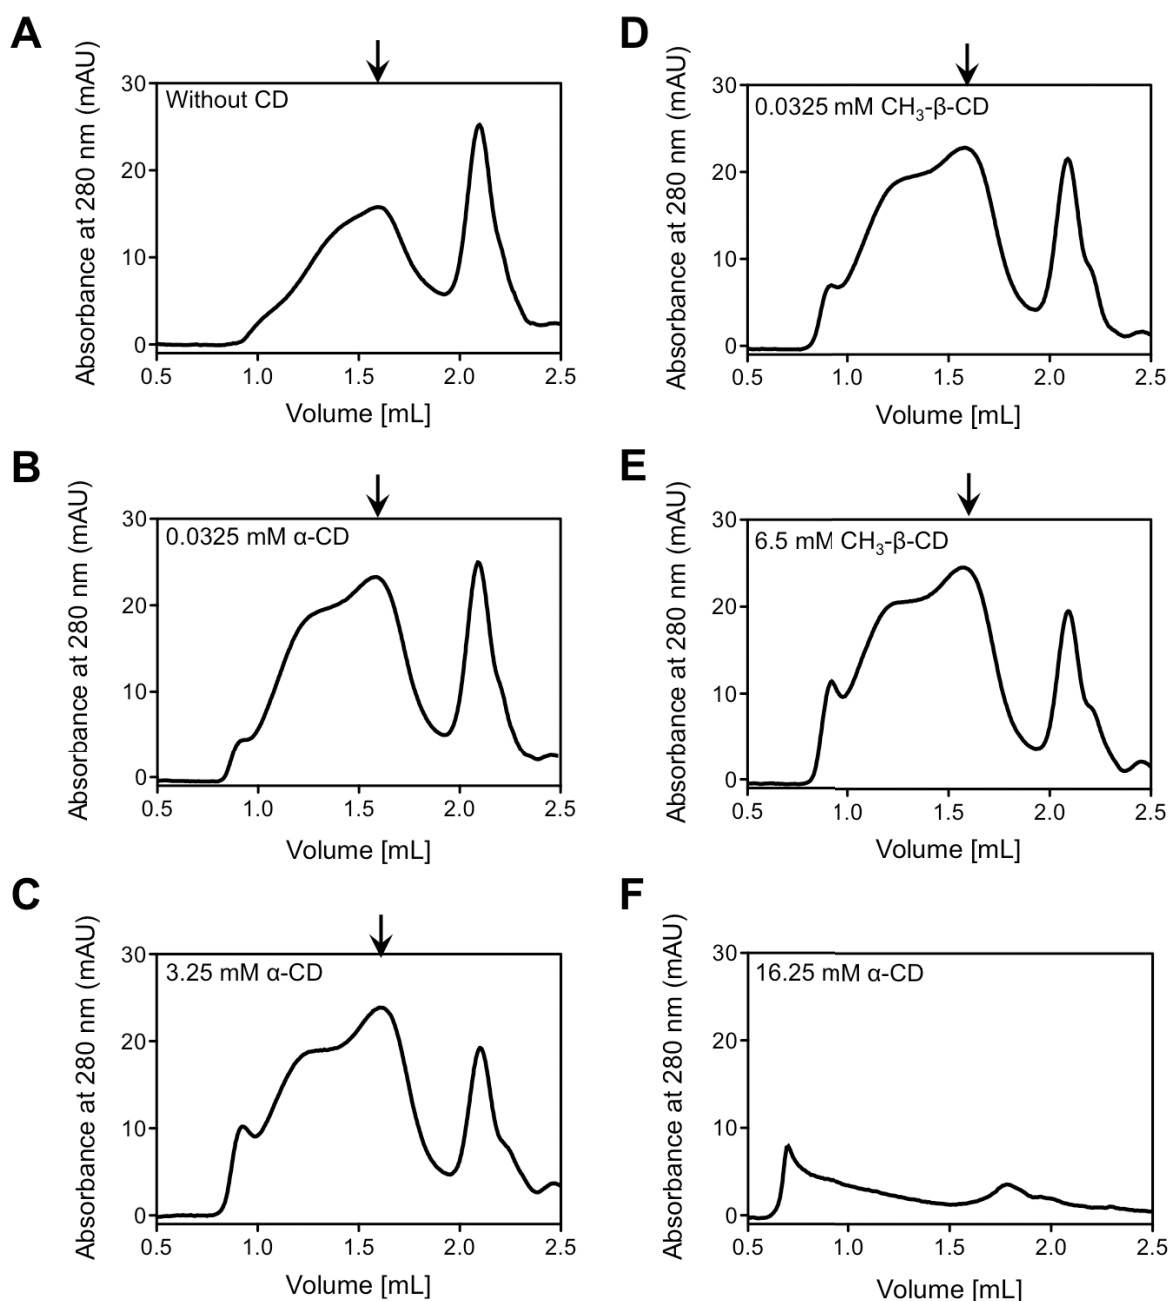 A
Absorbance at 280 nm (mAU)
30
20
10
0
Without CD
0.5 1.0 1.5 2.0 2.5
Volume [mL]
B
Absorbance at 280 nm (mAU)
30
20
10
0
0.0325 mM α-CD
0.5 1.0 1.5 2.0 2.5
Volume [mL]
C
Absorbance at 280 nm (mAU)
30
20
10
0
3.25 mM α-CD
0.5 1.0 1.5 2.0 2.5
Volume [mL]
D
Absorbance at 280 nm (mAU)
30
20
10
0
0.0325 mM CH₃-β-CD
0.5 1.0 1.5 2.0 2.5
Volume [mL]
E
Absorbance at 280 nm (mAU)
30
20
10
0
6.5 mM CH₃-β-CD
0.5 1.0 1.5 2.0 2.5
Volume [mL]
F
Absorbance at 280 nm (mAU)
30
20
10
0
16.25 mM α-CD
0.5 1.0 1.5 2.0 2.5
Volume [mL]